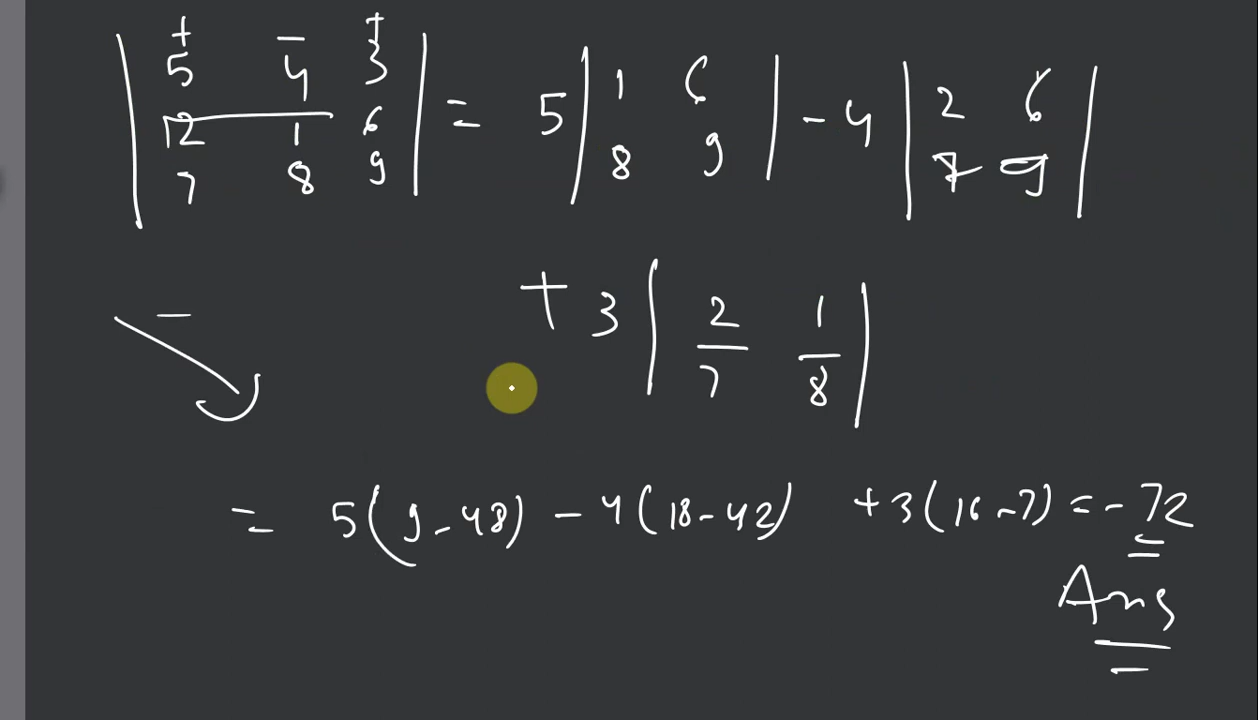 + - +
| 5 4 3 |
| 2 1 6 | = 5 | 1 6 | - 4 | 2 6 |
| 7 8 9 | | 8 9 | | 7 9 |
+ 3 | 2 1 |
| 7 8 |
-
= 5(9-48) - 4(18-42) +3(16-7) = -72
Ans